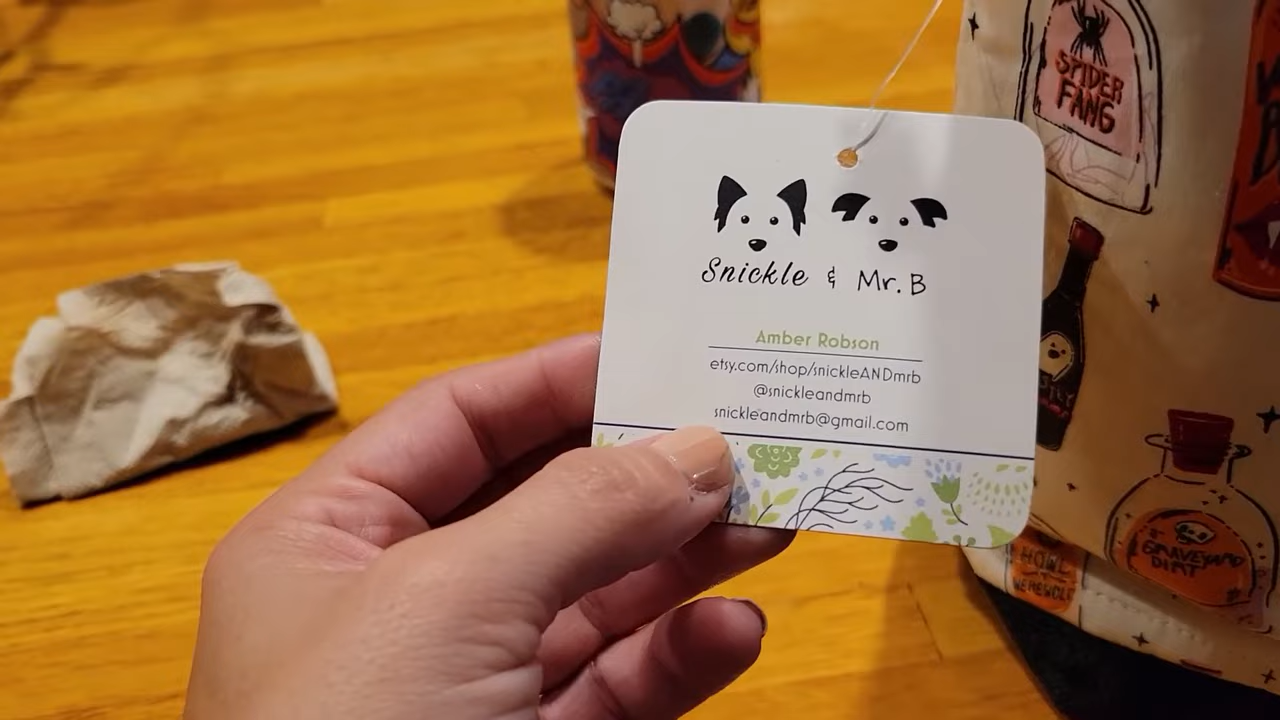 Snickle & Mr. B
Amber Robson
etsy.com/shop/snickleANDmrb
@snickleandmrb
snickleandmrb@gmail.com
SPIDER
FANG
GRAVEYARD
DIRT
HOWL
WEREWOLF